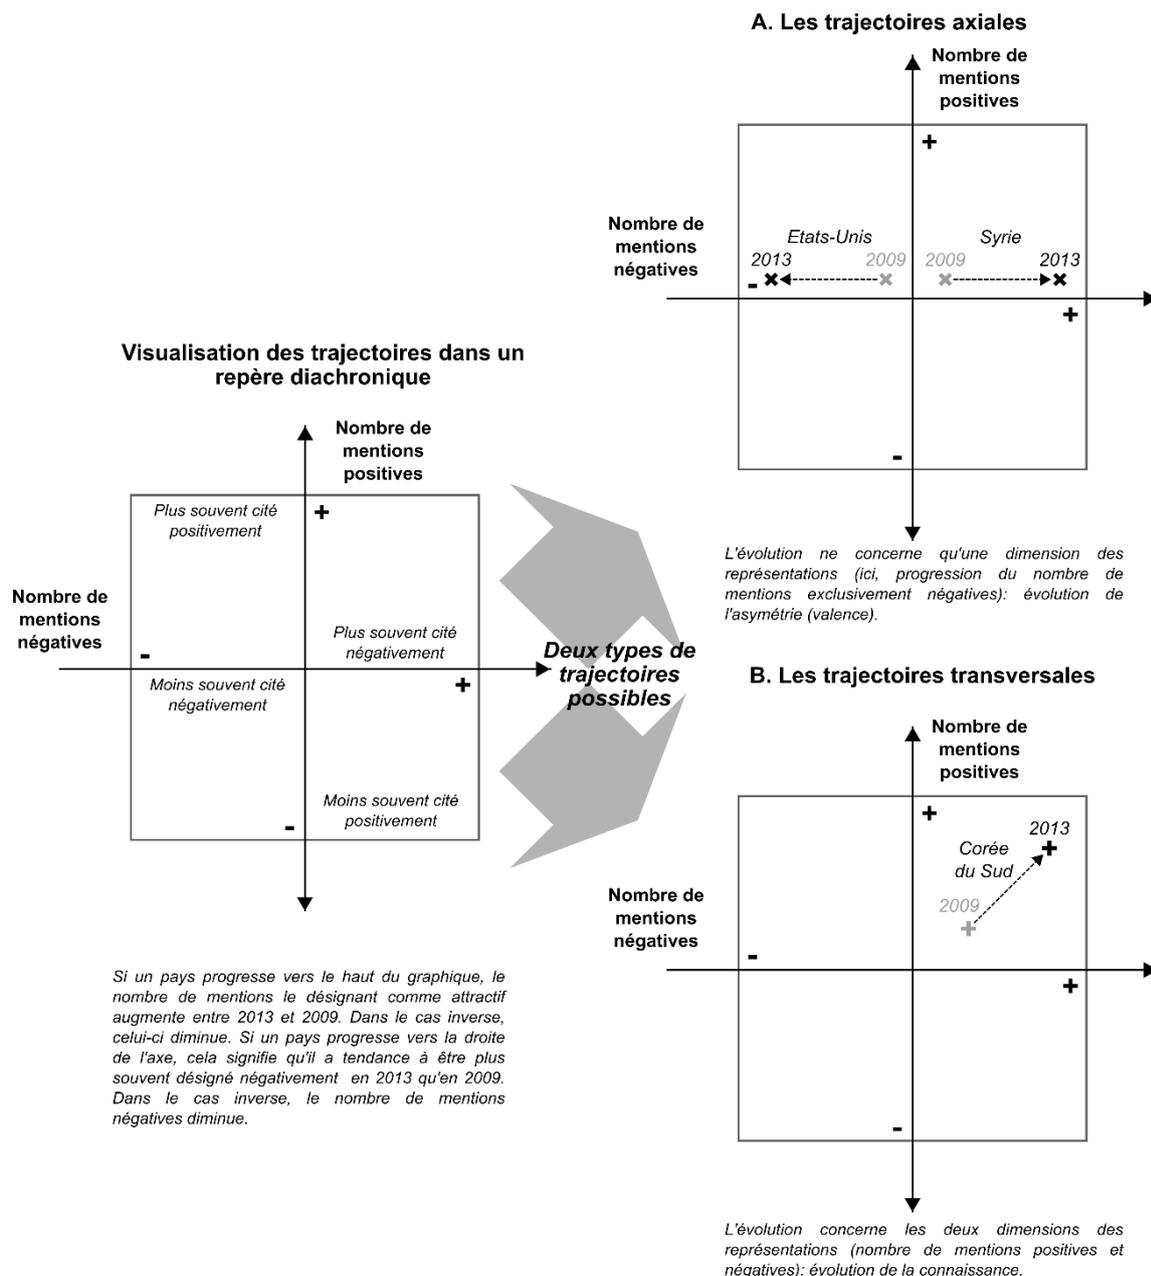 Visualisation des trajectoires dans un
repère diachronique
Nombre de
mentions
positives
Plus souvent cité
positivement
+
Nombre de
mentions
négatives
-
Plus souvent cité
négativement
Moins souvent cité
négativement
+
Moins souvent cité
positivement
-
Si un pays progresse vers le haut du graphique, le
nombre de mentions le désignant comme attractif
augmente entre 2013 et 2009. Dans le cas inverse,
celui-ci diminue. Si un pays progresse vers la droite
de l'axe, cela signifie qu'il a tendance à être plus
souvent désigné négativement en 2013 qu'en 2009.
Dans le cas inverse, le nombre de mentions
négatives diminue.
Deux types de
trajectoires
possibles
A. Les trajectoires axiales
Nombre de
mentions
positives
+
Nombre de
mentions
négatives
Etats-Unis
Syrie
2013
2009
2009
2013
-
+
-
L'évolution ne concerne qu'une dimension des
représentations (ici, progression du nombre de
mentions exclusivement négatives): évolution de
l'asymétrie (valence).
B. Les trajectoires transversales
Nombre de
mentions
positives
+
2013
Corée
du Sud
2009
Nombre de
mentions
négatives
-
+
-
L'évolution concerne les deux dimensions des
représentations (nombre de mentions positives et
négatives): évolution de la connaissance.